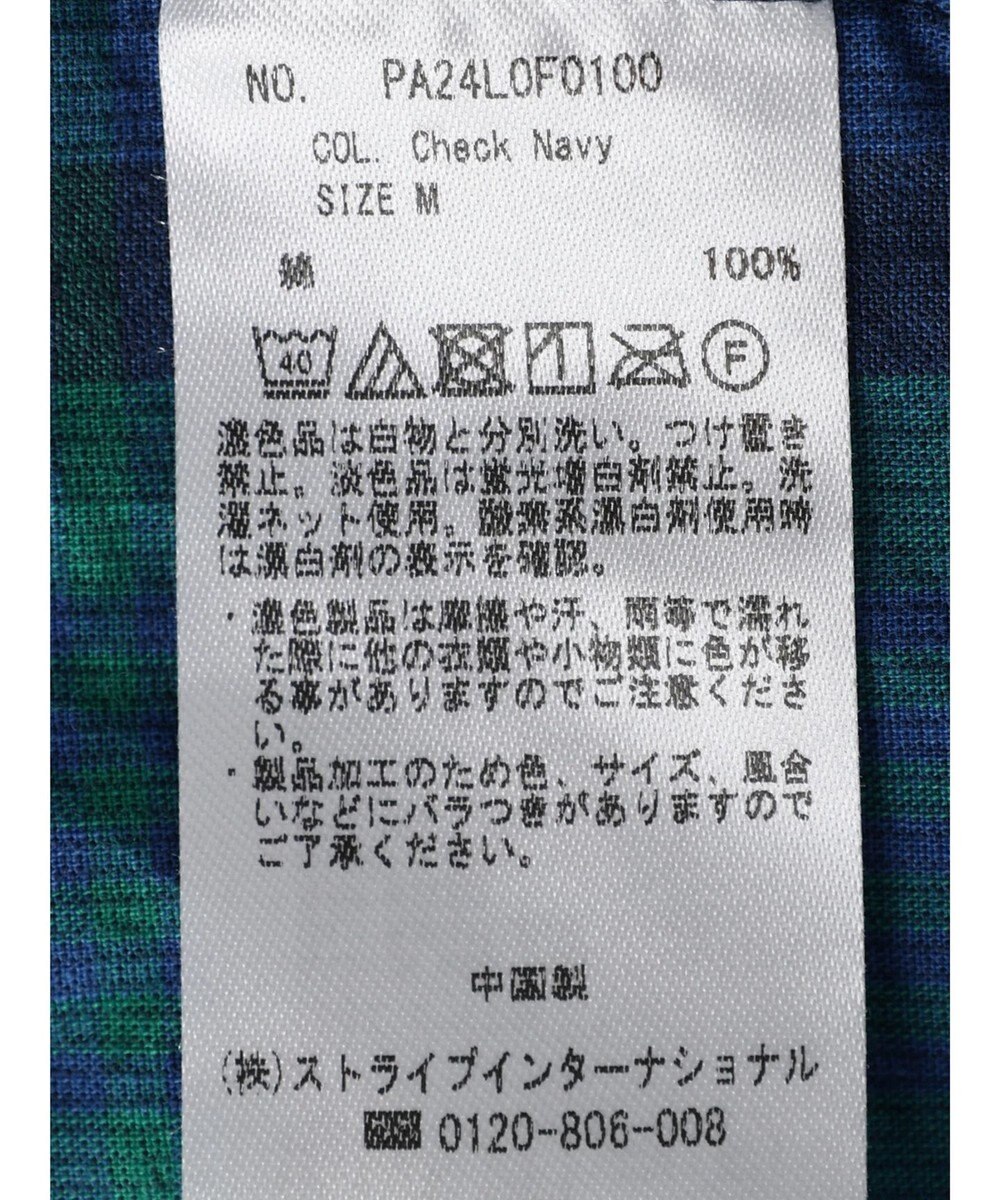 NO. PA24LOF0100
COL. Check Navy
SIZE M
綿 100%
40 F
濃色品は白物と分別洗い。つけ置き
禁止。淡色品は蛍光増白剤禁止。洗
濯ネット使用。酸素系漂白剤使用時
は漂白剤の表示を確認。
・濃色製品は摩擦や汗、雨等で濡れ
た際に他の衣類や小物類に色が移
る事がありますのでご注意くださ
い。
・製品加工のため色、サイズ、風合
いなどにバラつきがありますので
ご了承ください。
中国製
(株)ストライプインターナショナル
0120-806-008